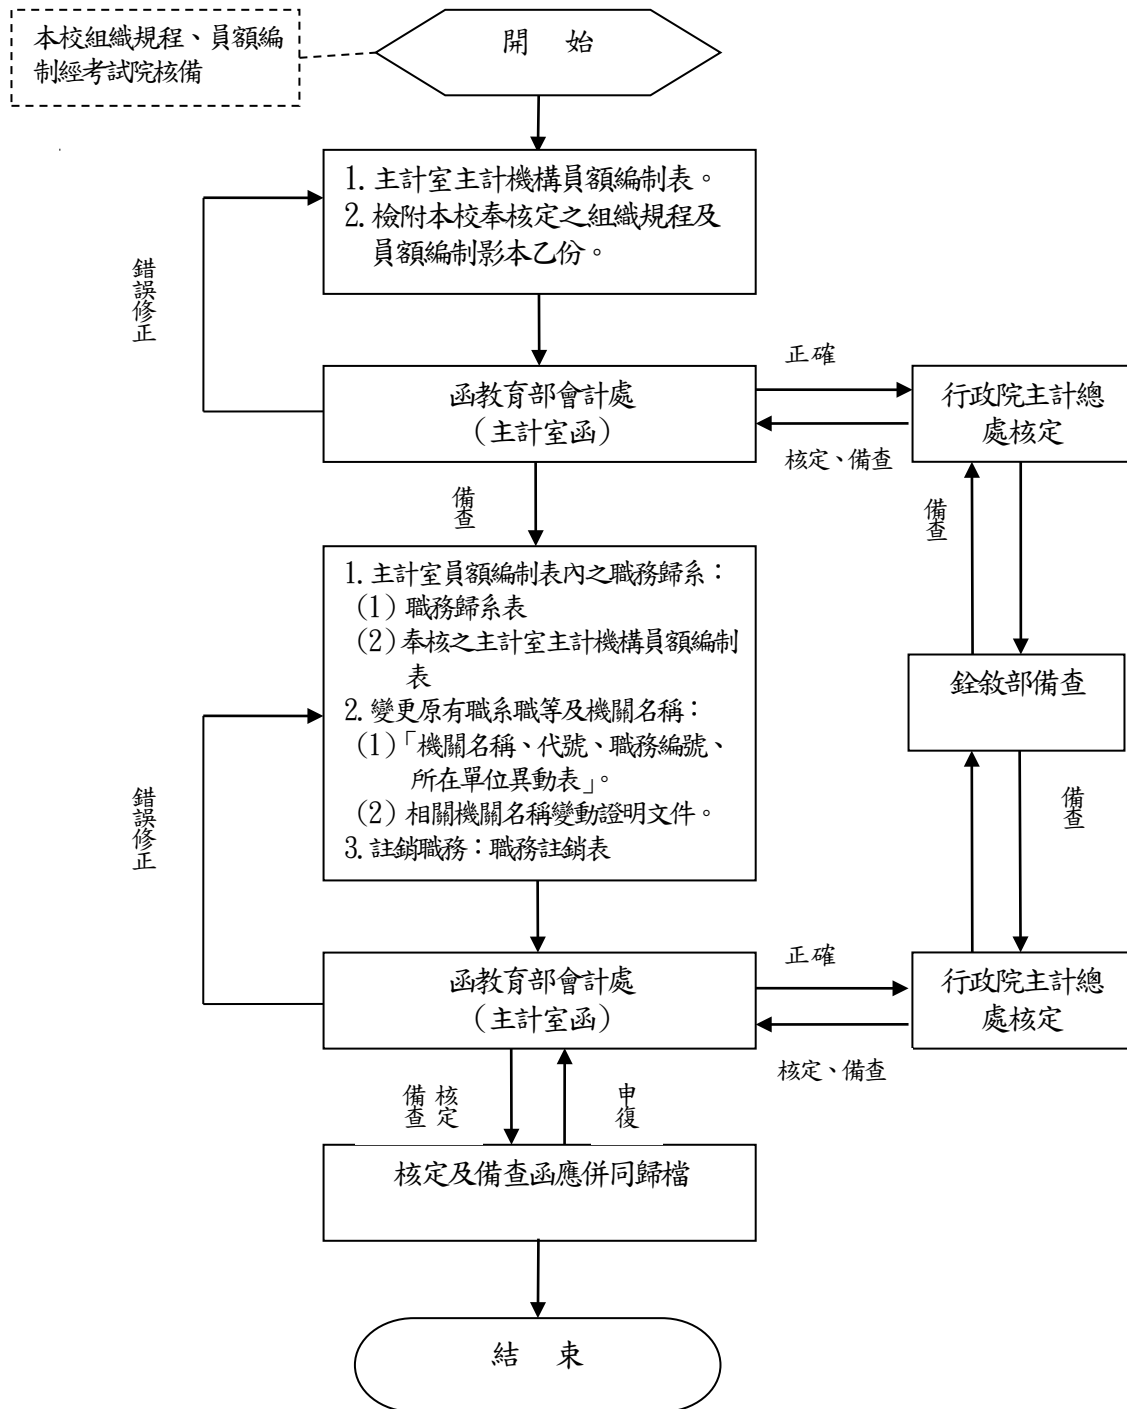 本校組織規程、員額編
制經考試院核備
開 始
1. 主計室主計機構員額編制表。
2. 檢附本校奉核定之組織規程及
員額編制影本乙份。
錯誤修正
函教育部會計處
(主計室函)
正確
核定、備查
行政院主計總
處核定
備查
備查
1. 主計室員額編制表內之職務歸系：
(1) 職務歸系表
(2) 奉核之主計室主計機構員額編制
表
2. 變更原有職系職等及機關名稱：
(1)「機關名稱、代號、職務編號、
所在單位異動表」。
(2) 相關機關名稱變動證明文件。
3. 註銷職務：職務註銷表
銓敘部備查
備查
錯誤修正
函教育部會計處
(主計室函)
正確
核定、備查
行政院主計總
處核定
備查
核定
申復
核定及備查函應併同歸檔
結 束